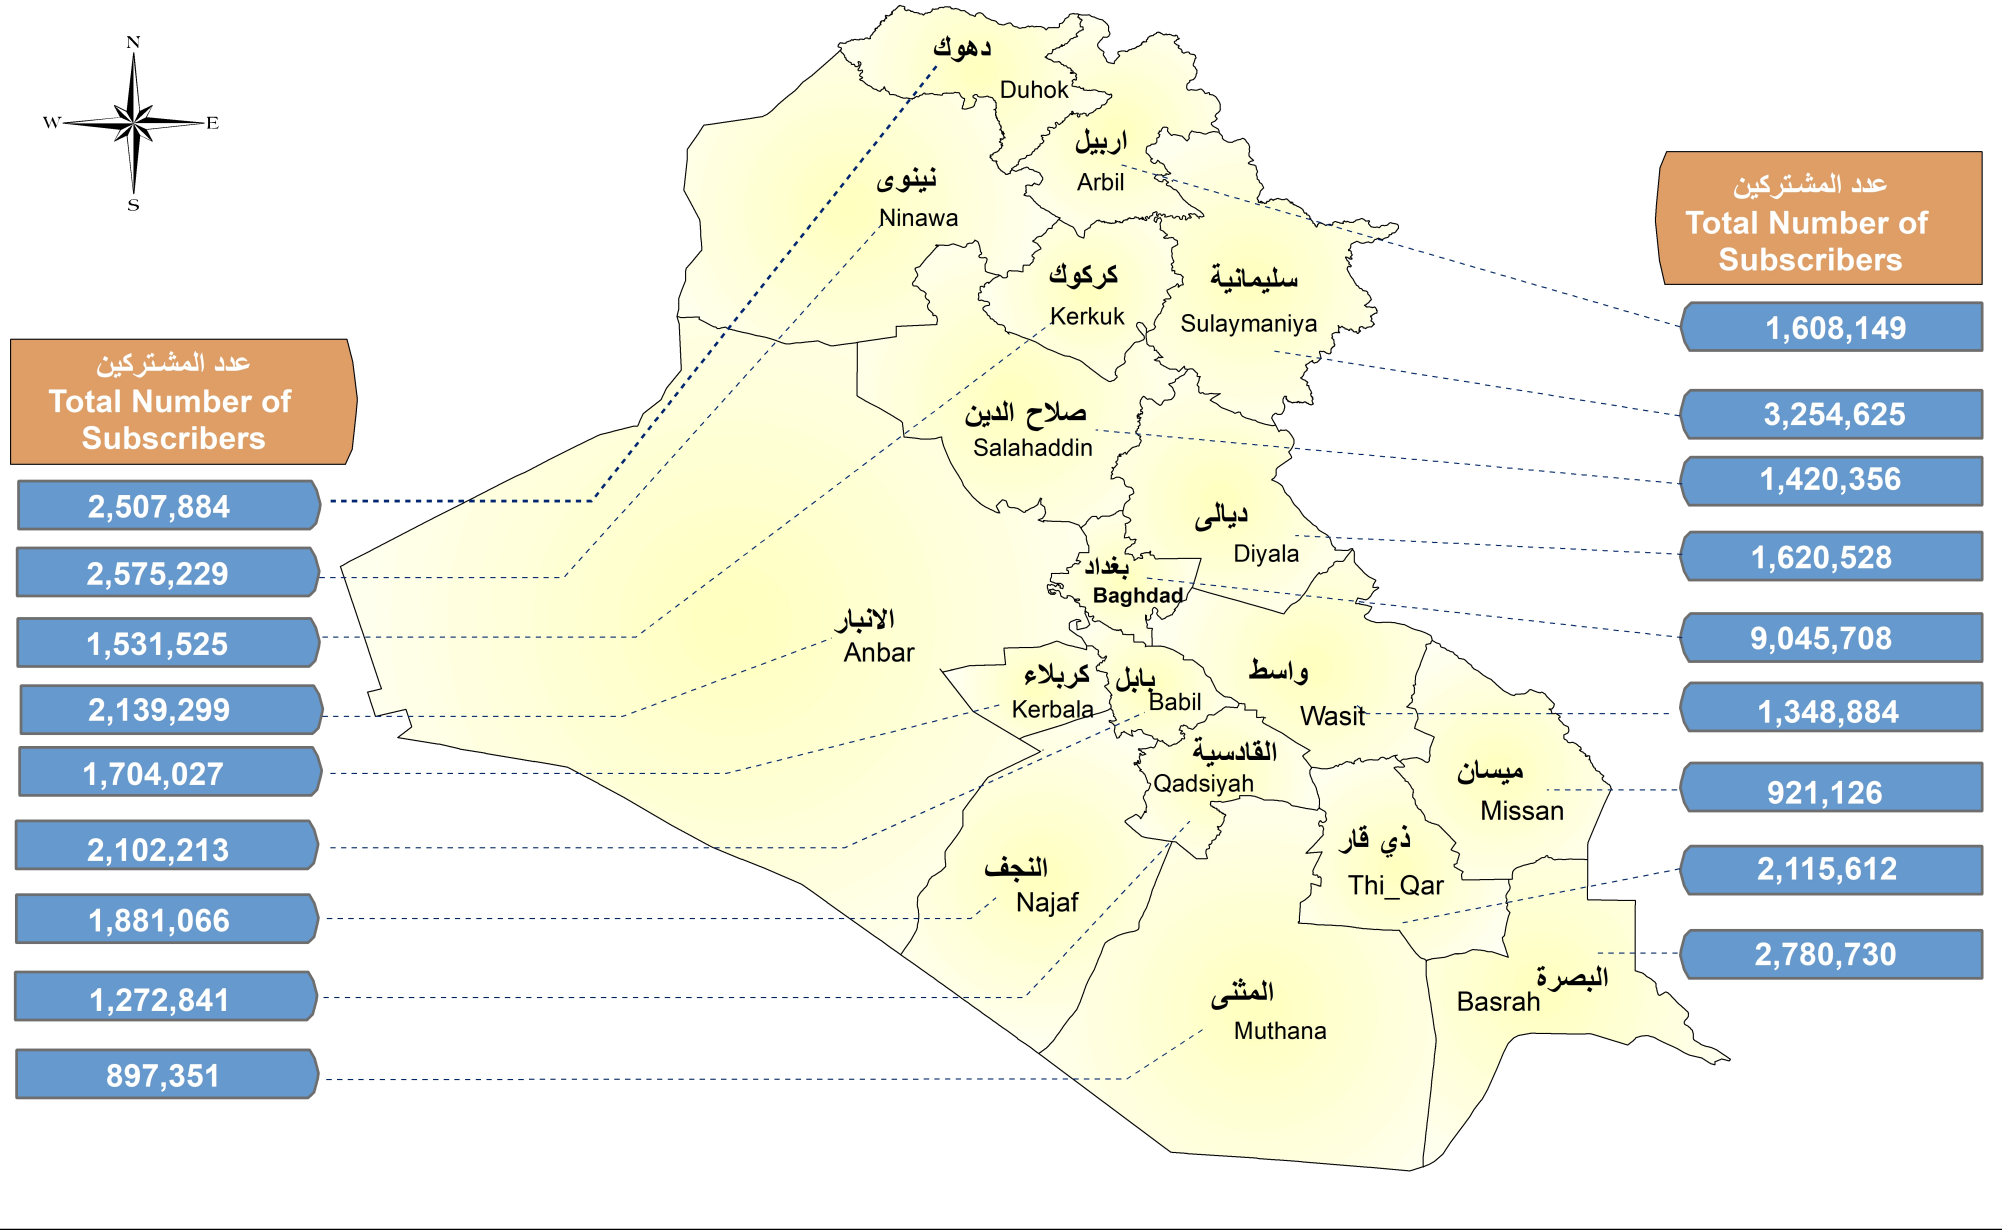 N
W
E
S
دهوك
Duhok
اربيل
Arbil
نينوى
Ninawa
كركوك
Kerkuk
سليمانية
Sulaymaniya
صلاح الدين
Salahaddin
ديالى
Diyala
بغداد
Baghdad
الانبار
Anbar
كربلاء
Kerbala
بابل
Babil
واسط
Wasit
القادسية
Qadsiyah
ميسان
Missan
ذي قار
Thi_Qar
النجف
Najaf
المثنى
Muthana
البصرة
Basrah
عدد المشتركين
Total Number of
Subscribers
2,507,884
2,575,229
1,531,525
2,139,299
1,704,027
2,102,213
1,881,066
1,272,841
897,351
عدد المشتركين
Total Number of
Subscribers
1,608,149
3,254,625
1,420,356
1,620,528
9,045,708
1,348,884
921,126
2,115,612
2,780,730